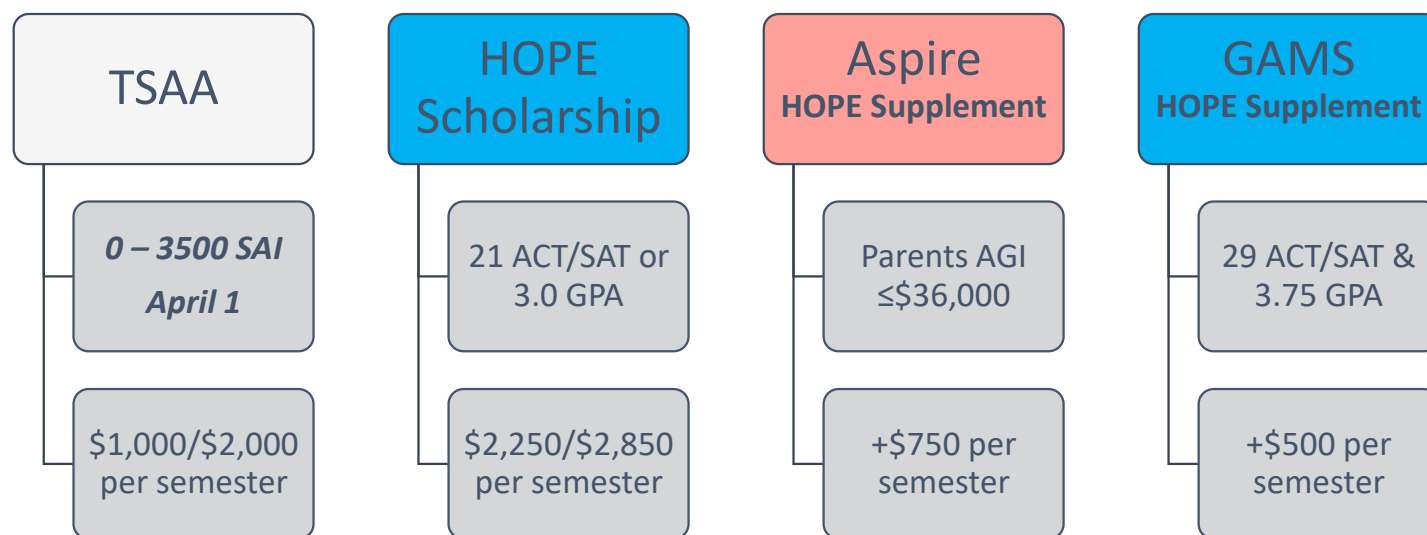 TSAA
0 – 3500 SAI
April 1
$1,000/$2,000
per semester
HOPE
Scholarship
21 ACT/SAT or
3.0 GPA
$2,250/$2,850
per semester
Aspire
HOPE Supplement
Parents AGI
≤$36,000
+$750 per
semester
GAMS
HOPE Supplement
29 ACT/SAT &
3.75 GPA
+$500 per
semester